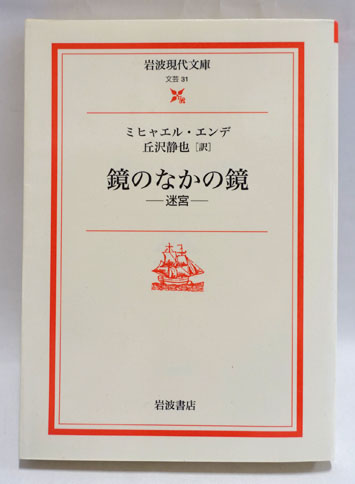 岩波現代文庫
文芸 31
ミヒャエル・エンデ
丘沢静也［訳］
鏡のなかの鏡
—迷宮—
岩波書店